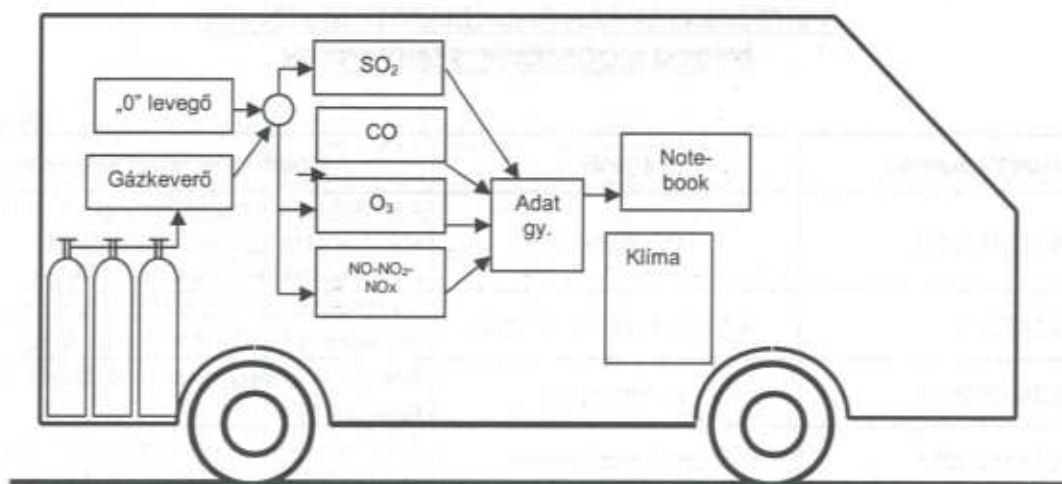 SO₂
„0" levegő
CO
Gázkeverő
O₃
NO-NO₂-
NOx
Adat
gy.
Note-
book
Klíma